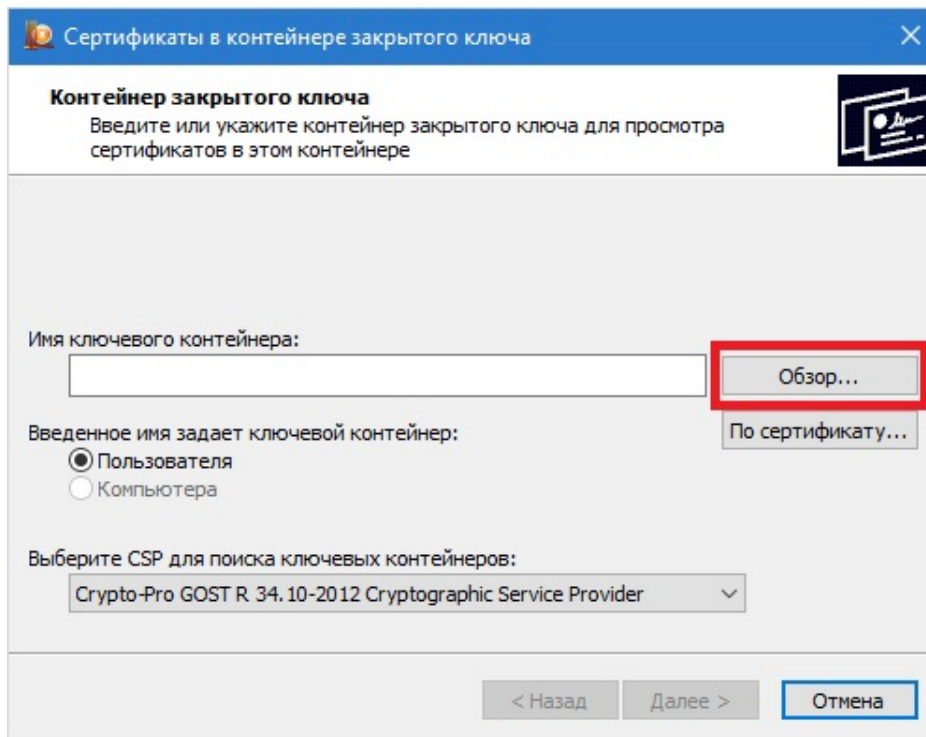 Сертификаты в контейнере закрытого ключа
Контейнер закрытого ключа
Введите или укажите контейнер закрытого ключа для просмотра
сертификатов в этом контейнере
Имя ключевого контейнера:
Обзор...
Введенное имя задает ключевой контейнер:
По сертификату...
Пользователя
Компьютера
Выберите CSP для поиска ключевых контейнеров:
Crypto-Pro GOST R 34.10-2012 Cryptographic Service Provider
< Назад
Далее >
Отмена